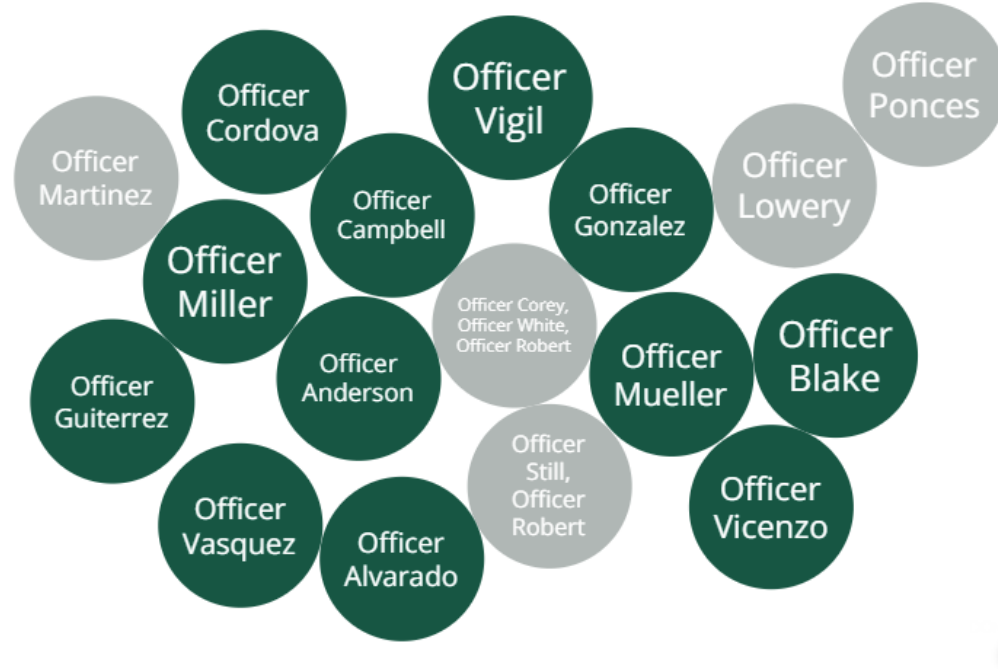 Officer
Ponces
Officer
Cordova
Officer
Vigil
Officer
Martinez
Officer
Campbell
Officer
Gonzalez
Officer
Lowery
Officer
Miller
Officer Corey,
Officer White,
Officer Robert
Officer
Guiterrez
Officer
Anderson
Officer
Mueller
Officer
Blake
Officer
Still,
Officer
Robert
Officer
Vasquez
Officer
Alvarado
Officer
Vicenzo